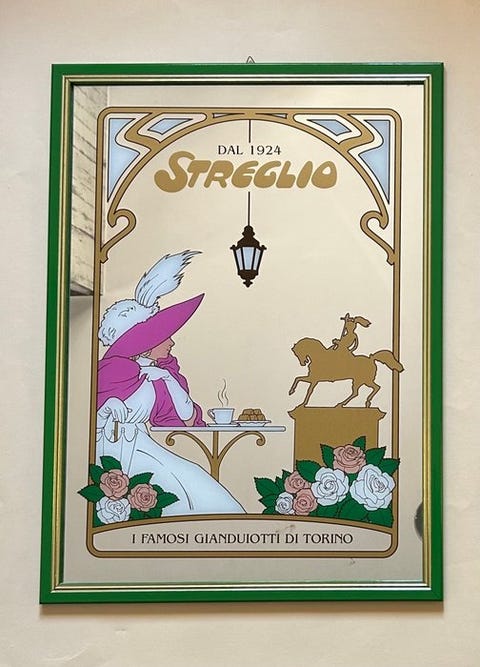 DAL 1924
STREGLIO
I FAMOSI GIANDUIOTTI DI TORINO